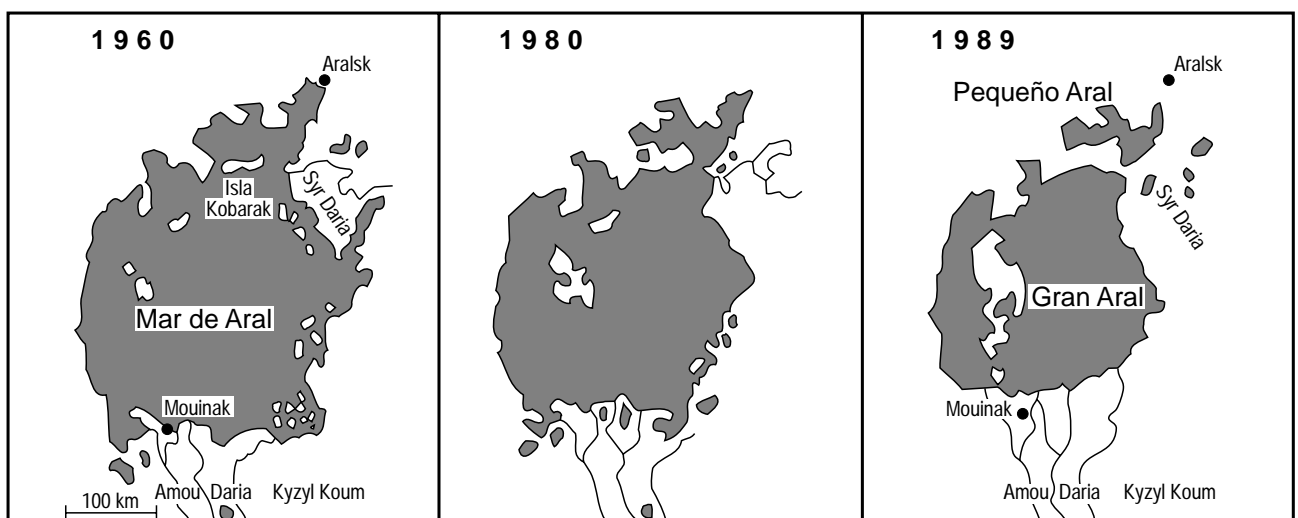 1960
Aralsk
Isla
Kobarak
Syr Daria
Mar de Aral
Mouinak
Amou Daria
Kyzyl Koum
100 km
1980
1989
Aralsk
Pequeño Aral
Syr Daria
Gran Aral
Mouinak
Amou Daria
Kyzyl Koum